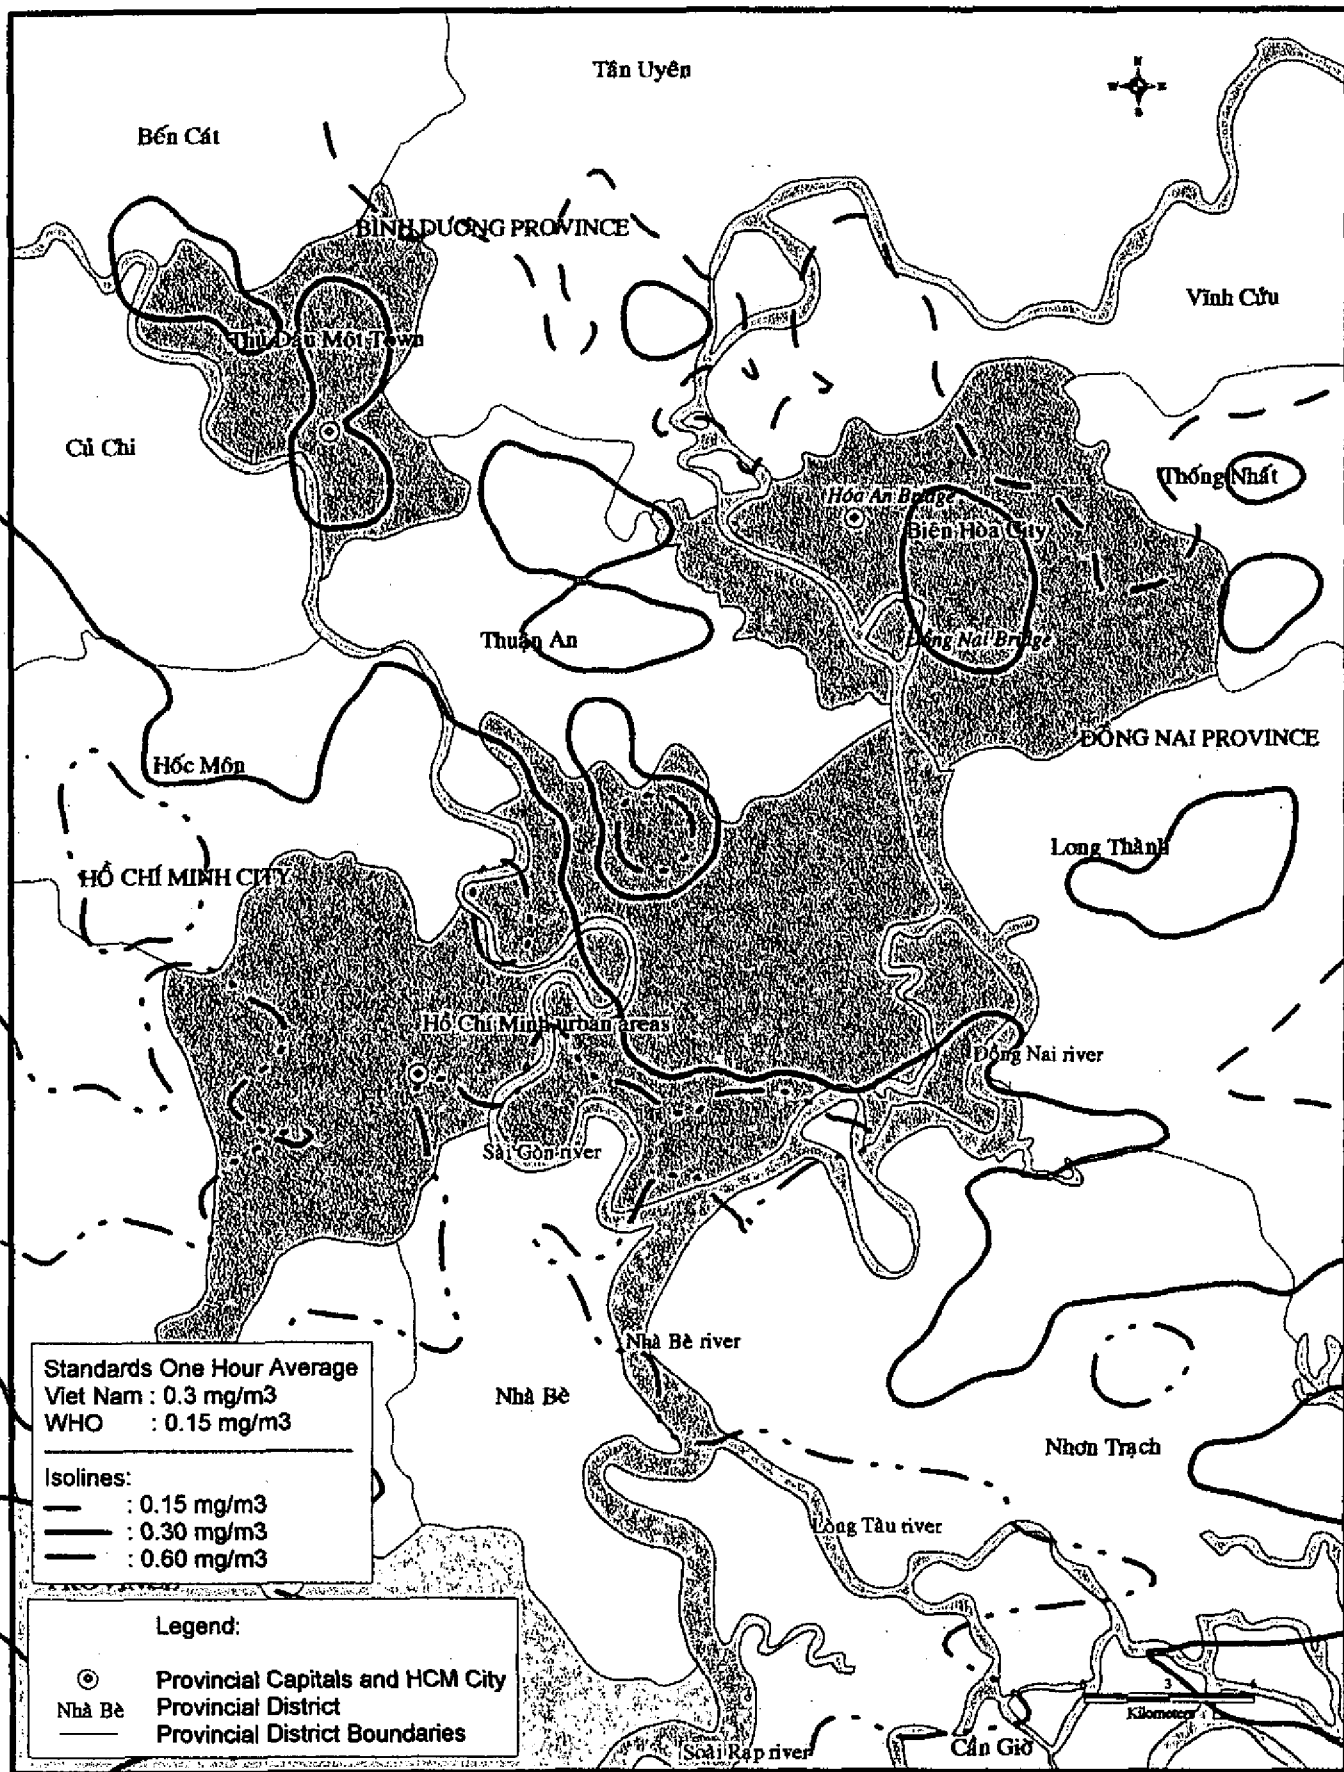 Tân Uyên
N
W E
S
Bến Cát
BÌNH DƯƠNG PROVINCE
Vĩnh Cửu
Thủ Dầu Một Town
Củ Chi
Thống Nhất
Hóa An Bridge
Biên Hòa City
Thuận An
Đồng Nai Bridge
ĐỒNG NAI PROVINCE
Hốc Môn
Long Thành
HỒ CHÍ MINH CITY
Hồ Chí Minh urban areas
Đồng Nai river
Sài Gòn river
Nhà Bè river
Nhà Bè
Nhơn Trạch
Lòng Tàu river
Standards One Hour Average
Viet Nam : 0.3 mg/m3
WHO : 0.15 mg/m3
Isolines:
: 0.15 mg/m3
: 0.30 mg/m3
: 0.60 mg/m3
Legend:
Provincial Capitals and HCM City
Nhà Bè Provincial District
Provincial District Boundaries
3
Kilometers
Soài Rạp river
Cần Giờ